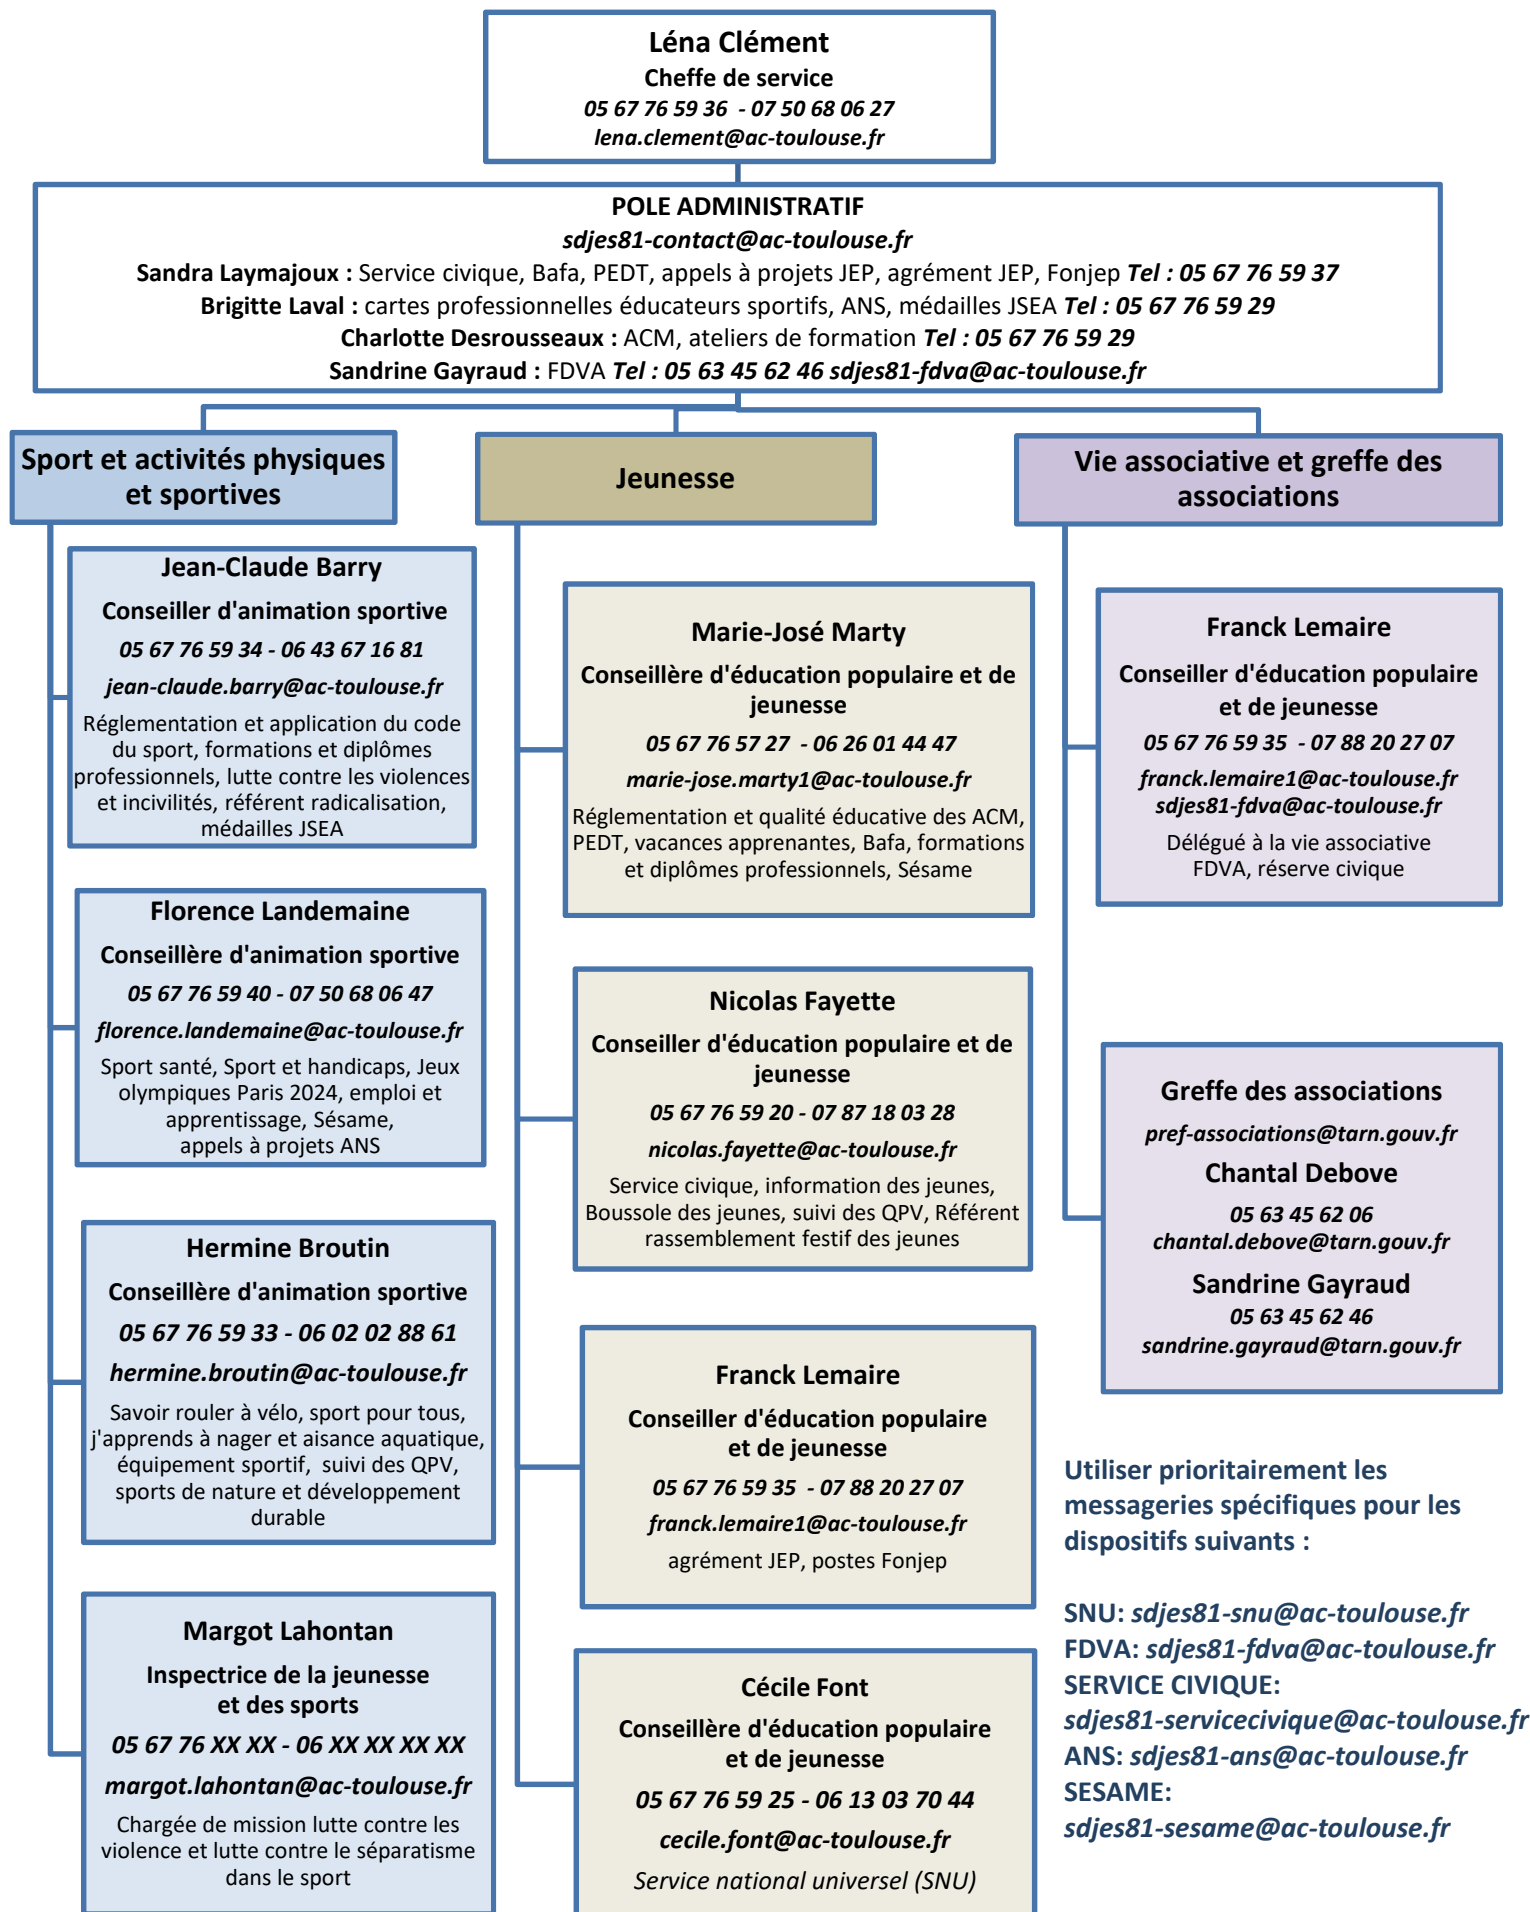 Léna Clément
Cheffe de service
05 67 76 59 36 - 07 50 68 06 27
lena.clement@ac-toulouse.fr
POLE ADMINISTRATIF
sdjes81-contact@ac-toulouse.fr
Sandra Laymajoux : Service civique, Bafa, PEDT, appels à projets JEP, agrément JEP, Fonjep Tel : 05 67 76 59 37
Brigitte Laval : cartes professionnelles éducateurs sportifs, ANS, médailles JSEA Tel : 05 67 76 59 29
Charlotte Desrousseaux : ACM, ateliers de formation Tel : 05 67 76 59 29
Sandrine Gayraud : FDVA Tel : 05 63 45 62 46 sdjes81-fdva@ac-toulouse.fr
Sport et activités physiques
et sportives
Jean-Claude Barry
Conseiller d'animation sportive
05 67 76 59 34 - 06 43 67 16 81
jean-claude.barry@ac-toulouse.fr
Réglementation et application du code
du sport, formations et diplômes
professionnels, lutte contre les violences
et incivilités, référent radicalisation,
médailles JSEA
Florence Landemaine
Conseillère d'animation sportive
05 67 76 59 40 - 07 50 68 06 47
florence.landemaine@ac-toulouse.fr
Sport santé, Sport et handicaps, Jeux
olympiques Paris 2024, emploi et
apprentissage, Sésame,
appels à projets ANS
Hermine Broutin
Conseillère d'animation sportive
05 67 76 59 33 - 06 02 02 88 61
hermine.broutin@ac-toulouse.fr
Savoir rouler à vélo, sport pour tous,
j'apprends à nager et aisance aquatique,
équipement sportif, suivi des QPV,
sports de nature et développement
durable
Margot Lahontan
Inspectrice de la jeunesse
et des sports
05 67 76 XX XX - 06 XX XX XX XX
margot.lahontan@ac-toulouse.fr
Chargée de mission lutte contre les
violence et lutte contre le séparatisme
dans le sport
Jeunesse
Marie-José Marty
Conseillère d'éducation populaire et de
jeunesse
05 67 76 57 27 - 06 26 01 44 47
marie-jose.marty1@ac-toulouse.fr
Réglementation et qualité éducative des ACM,
PEDT, vacances apprenantes, Bafa, formations
et diplômes professionnels, Sésame
Nicolas Fayette
Conseiller d'éducation populaire et de
jeunesse
05 67 76 59 20 - 07 87 18 03 28
nicolas.fayette@ac-toulouse.fr
Service civique, information des jeunes,
Boussole des jeunes, suivi des QPV, Référent
rassemblement festif des jeunes
Franck Lemaire
Conseiller d'éducation populaire
et de jeunesse
05 67 76 59 35 - 07 88 20 27 07
franck.lemaire1@ac-toulouse.fr
agrément JEP, postes Fonjep
Cécile Font
Conseillère d'éducation populaire
et de jeunesse
05 67 76 59 25 - 06 13 03 70 44
cecile.font@ac-toulouse.fr
Service national universel (SNU)
Vie associative et greffe des
associations
Franck Lemaire
Conseiller d'éducation populaire
et de jeunesse
05 67 76 59 35 - 07 88 20 27 07
franck.lemaire1@ac-toulouse.fr
sdjes81-fdva@ac-toulouse.fr
Délégué à la vie associative
FDVA, réserve civique
Greffe des associations
pref-associations@tarn.gouv.fr
Chantal Debove
05 63 45 62 06
chantal.debove@tarn.gouv.fr
Sandrine Gayraud
05 63 45 62 46
sandrine.gayraud@tarn.gouv.fr
Utiliser prioritairement les
messageries spécifiques pour les
dispositifs suivants :
SNU: sdjes81-snu@ac-toulouse.fr
FDVA: sdjes81-fdva@ac-toulouse.fr
SERVICE CIVIQUE:
sdjes81-servicecivique@ac-toulouse.fr
ANS: sdjes81-ans@ac-toulouse.fr
SESAME:
sdjes81-sesame@ac-toulouse.fr